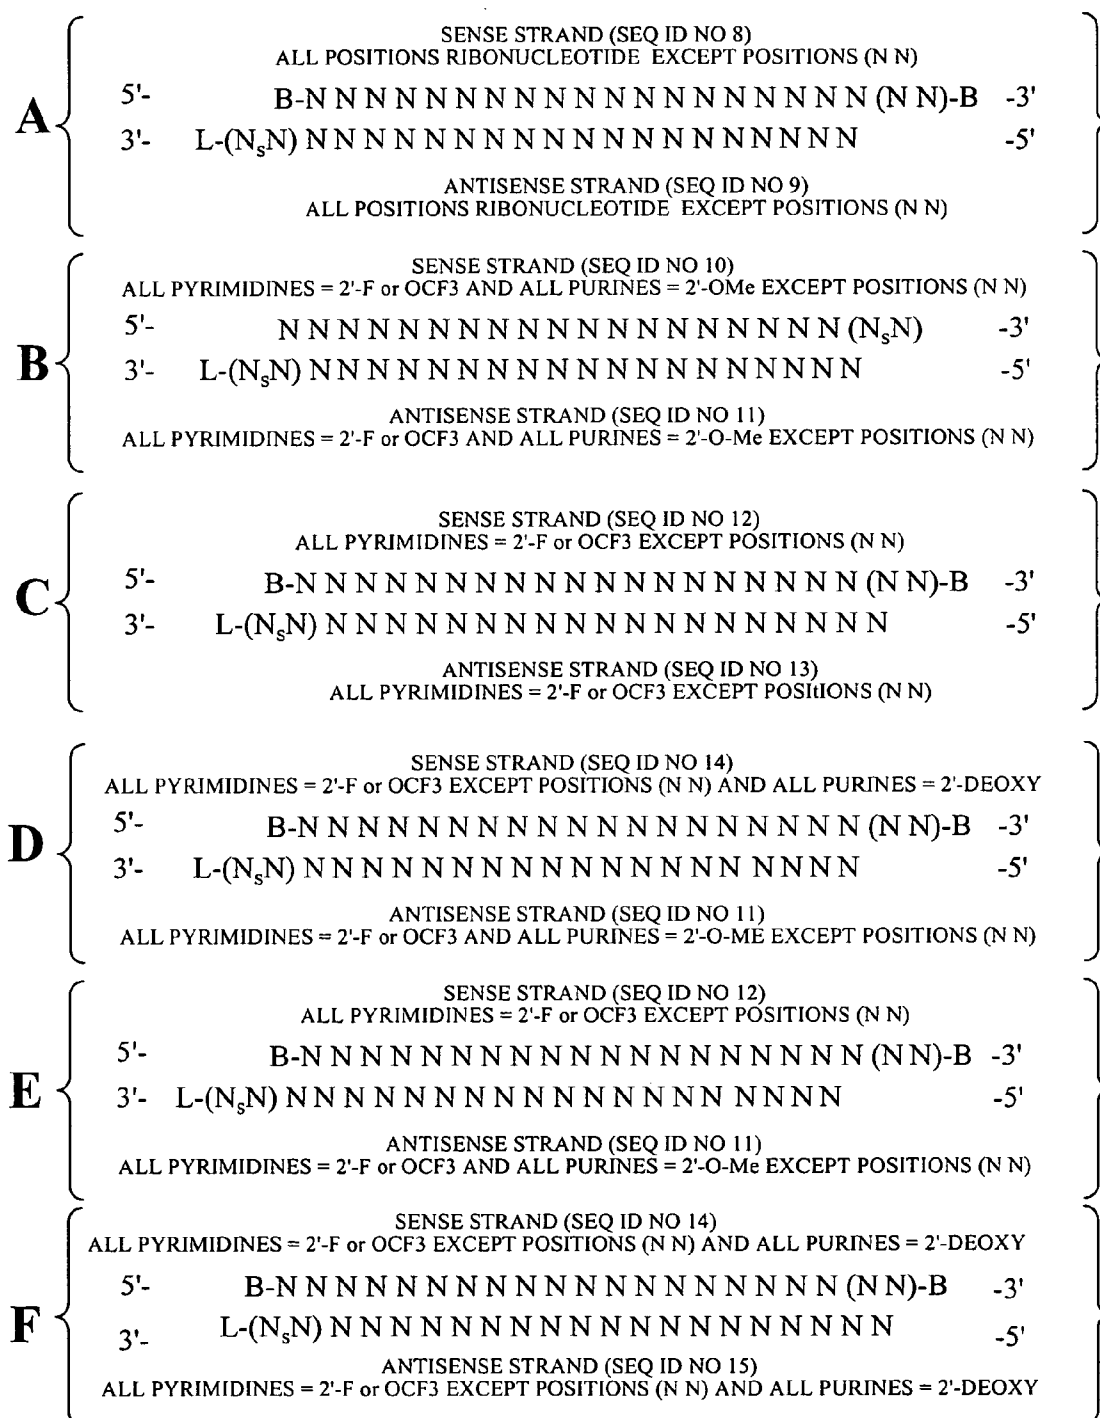 A
SENSE STRAND (SEQ ID NO 8)
ALL POSITIONS RIBONUCLEOTIDE EXCEPT POSITIONS (N N)
5'- B-N N N N N N N N N N N N N N N N N N N (N N)-B -3'
3'- L-(NsN) N N N N N N N N N N N N N N N N N N N -5'
ANTISENSE STRAND (SEQ ID NO 9)
ALL POSITIONS RIBONUCLEOTIDE EXCEPT POSITIONS (N N)
B
SENSE STRAND (SEQ ID NO 10)
ALL PYRIMIDINES = 2'-F or OCF3 AND ALL PURINES = 2'-OMe EXCEPT POSITIONS (N N)
5'- N N N N N N N N N N N N N N N N N N N (NsN) -3'
3'- L-(NsN) N N N N N N N N N N N N N N N N N N N -5'
ANTISENSE STRAND (SEQ ID NO 11)
ALL PYRIMIDINES = 2'-F or OCF3 AND ALL PURINES = 2'-O-Me EXCEPT POSITIONS (N N)
C
SENSE STRAND (SEQ ID NO 12)
ALL PYRIMIDINES = 2'-F or OCF3 EXCEPT POSITIONS (N N)
5'- B-N N N N N N N N N N N N N N N N N N N (N N)-B -3'
3'- L-(NsN) N N N N N N N N N N N N N N N N N N N -5'
ANTISENSE STRAND (SEQ ID NO 13)
ALL PYRIMIDINES = 2'-F or OCF3 EXCEPT POSItIONS (N N)
D
SENSE STRAND (SEQ ID NO 14)
ALL PYRIMIDINES = 2'-F or OCF3 EXCEPT POSITIONS (N N) AND ALL PURINES = 2'-DEOXY
5'- B-N N N N N N N N N N N N N N N N N N N (N N)-B -3'
3'- L-(NsN) N N N N N N N N N N N N N N N N N N N -5'
ANTISENSE STRAND (SEQ ID NO 11)
ALL PYRIMIDINES = 2'-F or OCF3 AND ALL PURINES = 2'-O-ME EXCEPT POSITIONS (N N)
E
SENSE STRAND (SEQ ID NO 12)
ALL PYRIMIDINES = 2'-F or OCF3 EXCEPT POSITIONS (N N)
5'- B-N N N N N N N N N N N N N N N N N N N (N N)-B -3'
3'- L-(NsN) N N N N N N N N N N N N N N N N N N N -5'
ANTISENSE STRAND (SEQ ID NO 11)
ALL PYRIMIDINES = 2'-F or OCF3 AND ALL PURINES = 2'-O-Me EXCEPT POSITIONS (N N)
F
SENSE STRAND (SEQ ID NO 14)
ALL PYRIMIDINES = 2'-F or OCF3 EXCEPT POSITIONS (N N) AND ALL PURINES = 2'-DEOXY
5'- B-N N N N N N N N N N N N N N N N N N N (N N)-B -3'
3'- L-(NsN) N N N N N N N N N N N N N N N N N N N -5'
ANTISENSE STRAND (SEQ ID NO 15)
ALL PYRIMIDINES = 2'-F or OCF3 EXCEPT POSITIONS (N N) AND ALL PURINES = 2'-DEOXY